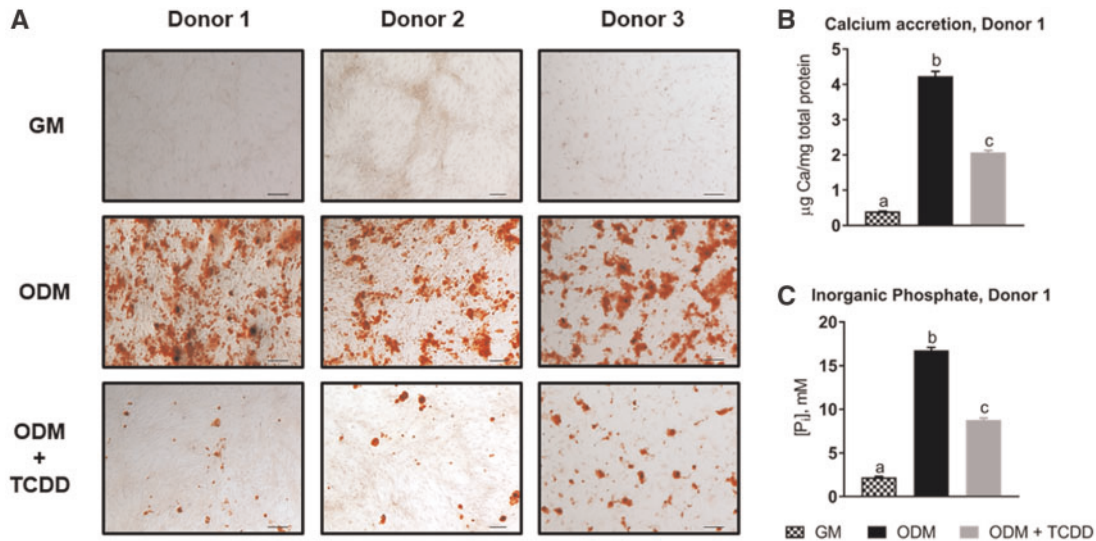 A
Donor 1
Donor 2
Donor 3
GM
ODM
ODM
+
TCDD
B
Calcium accretion, Donor 1
µg Ca/mg total protein
5
4
3
2
1
0
a
b
c
C
Inorganic Phosphate, Donor 1
[Pi], mM
20
15
10
5
0
a
b
c
GM
ODM
ODM + TCDD